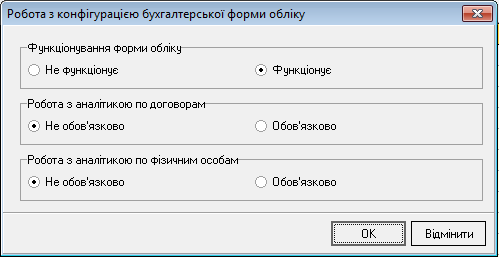 Робота з конфігурацією бухгалтерської форми обліку
Функціонування форми обліку
Не функціонує Функціонує
Робота з аналітикою по договорам
Не обов'язково Обов'язково
Робота з аналітикою по фізичним особам
Не обов'язково Обов'язково
OK Відмінити